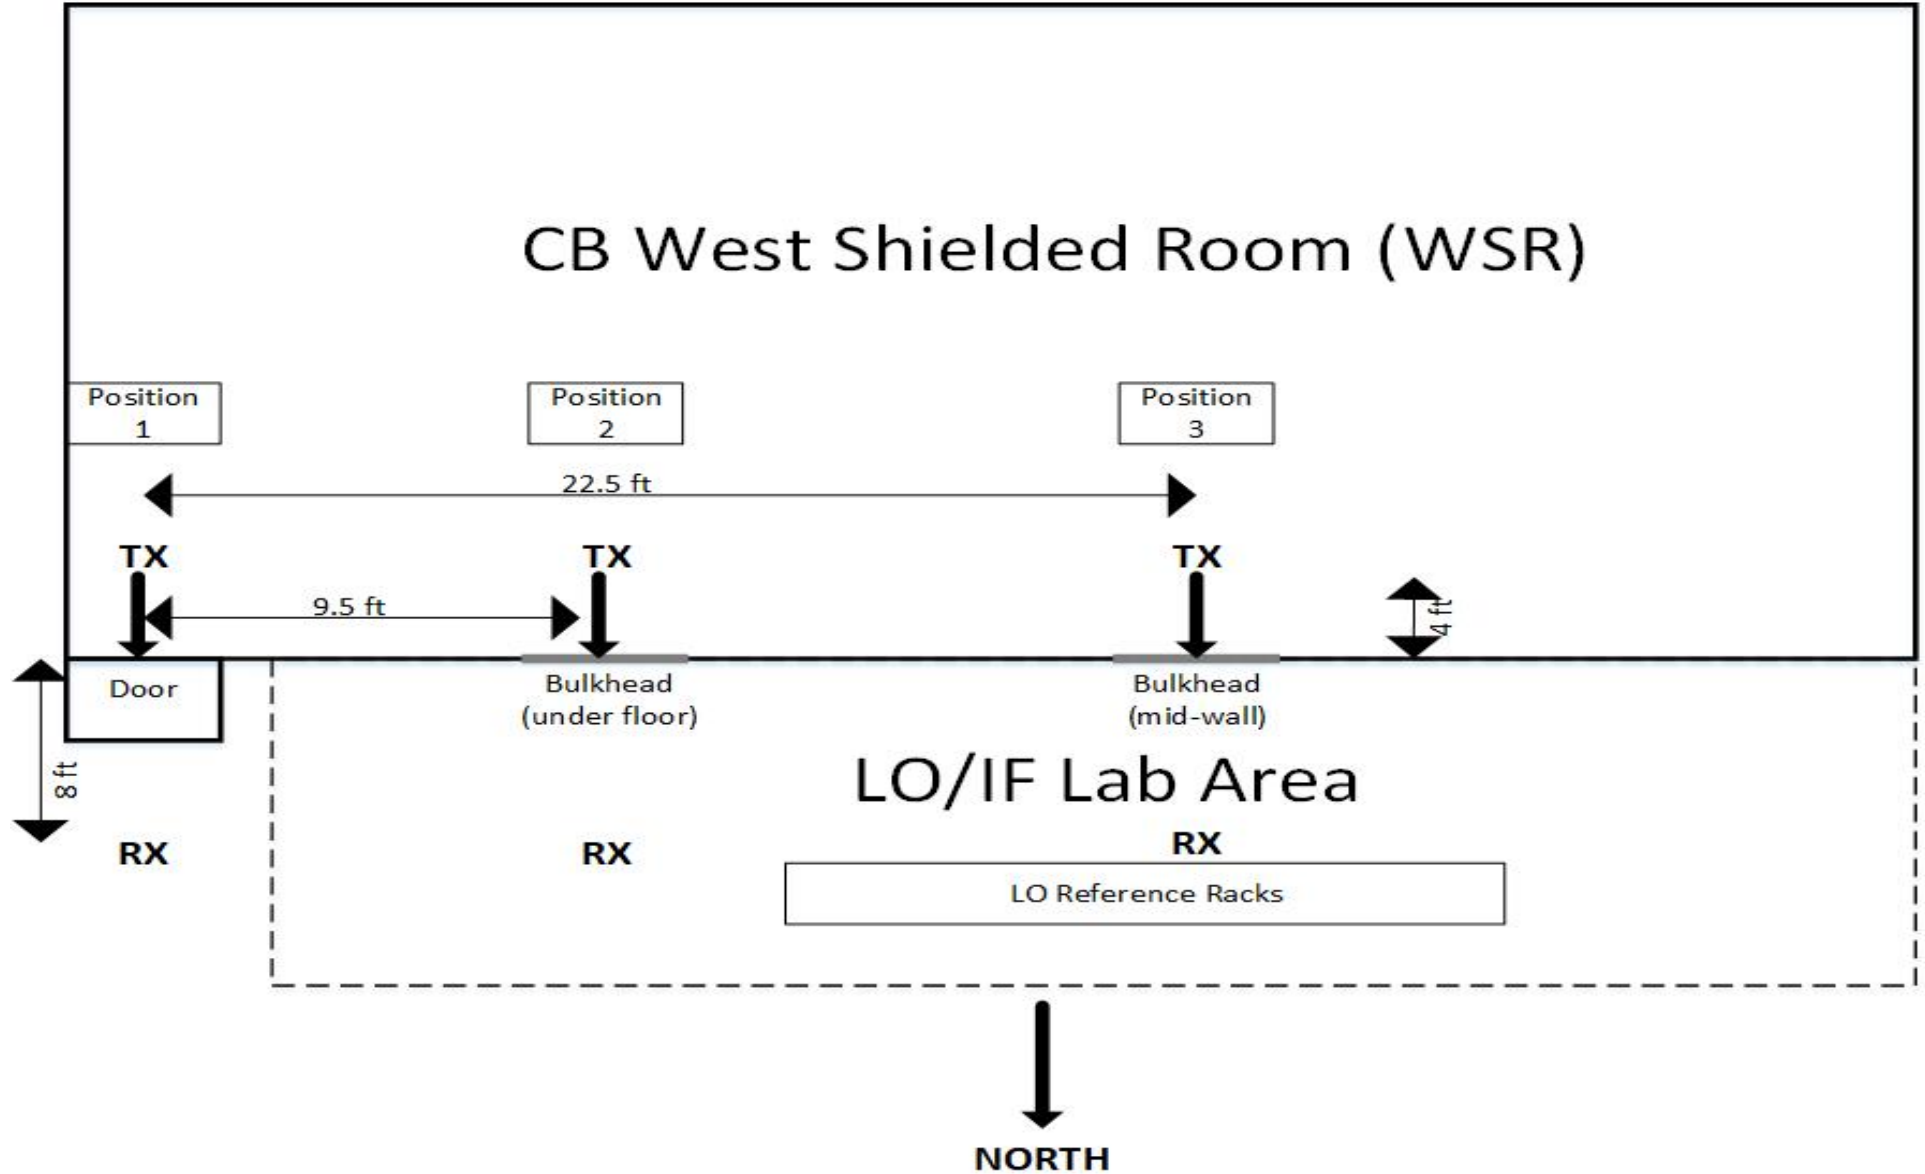 CB West Shielded Room (WSR)
Position
1
Position
2
Position
3
22.5 ft
TX
TX
TX
9.5 ft
4 ft
Door
Bulkhead
(under floor)
Bulkhead
(mid-wall)
8 ft
LO/IF Lab Area
RX
RX
RX
LO Reference Racks
NORTH